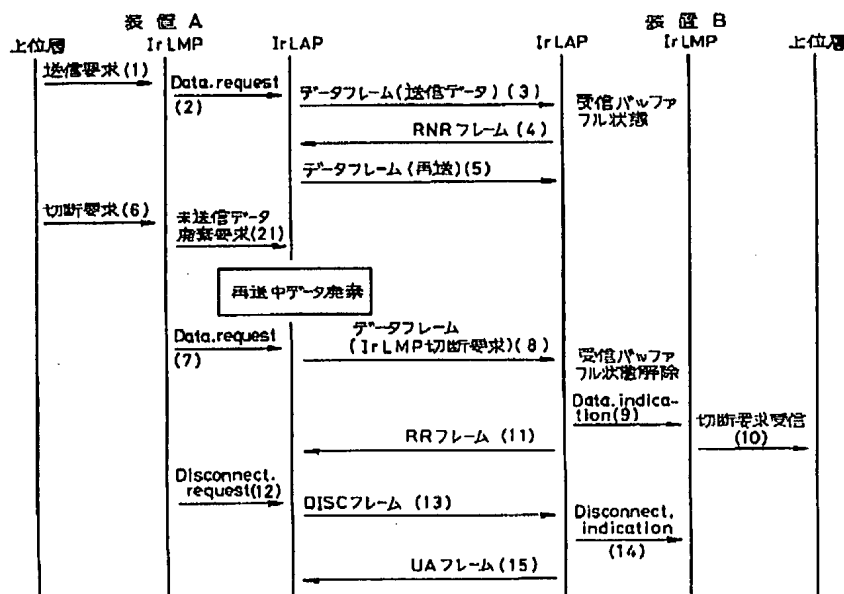 装置A
装置B
上位層
IrLMP
IrLAP
IrLAP
IrLMP
上位層
送信要求(1)
Data.request
(2)
データフレーム(送信データ)(3)
受信バッファ
フル状態
RNRフレーム(4)
データフレーム(再送)(5)
切断要求(6)
未送信データ
廃棄要求(21)
再送中データ廃棄
Data.request
(7)
データフレーム
(IrLMP切断要求)(8)
受信バッファ
フル状態解除
Data.indica-
tion(9)
切断要求受信
(10)
RRフレーム(11)
Disconnect.
request(12)
DISCフレーム(13)
Disconnect.
indication
(14)
UAフレーム(15)